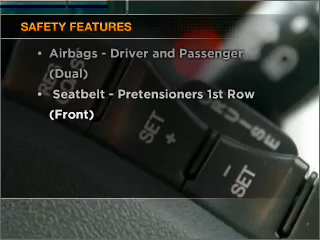 SAFETY FEATURES
• Airbags - Driver and Passenger
(Dual)
• Seatbelt - Pretensioners 1st Row
(Front)
SET
+
–
SET